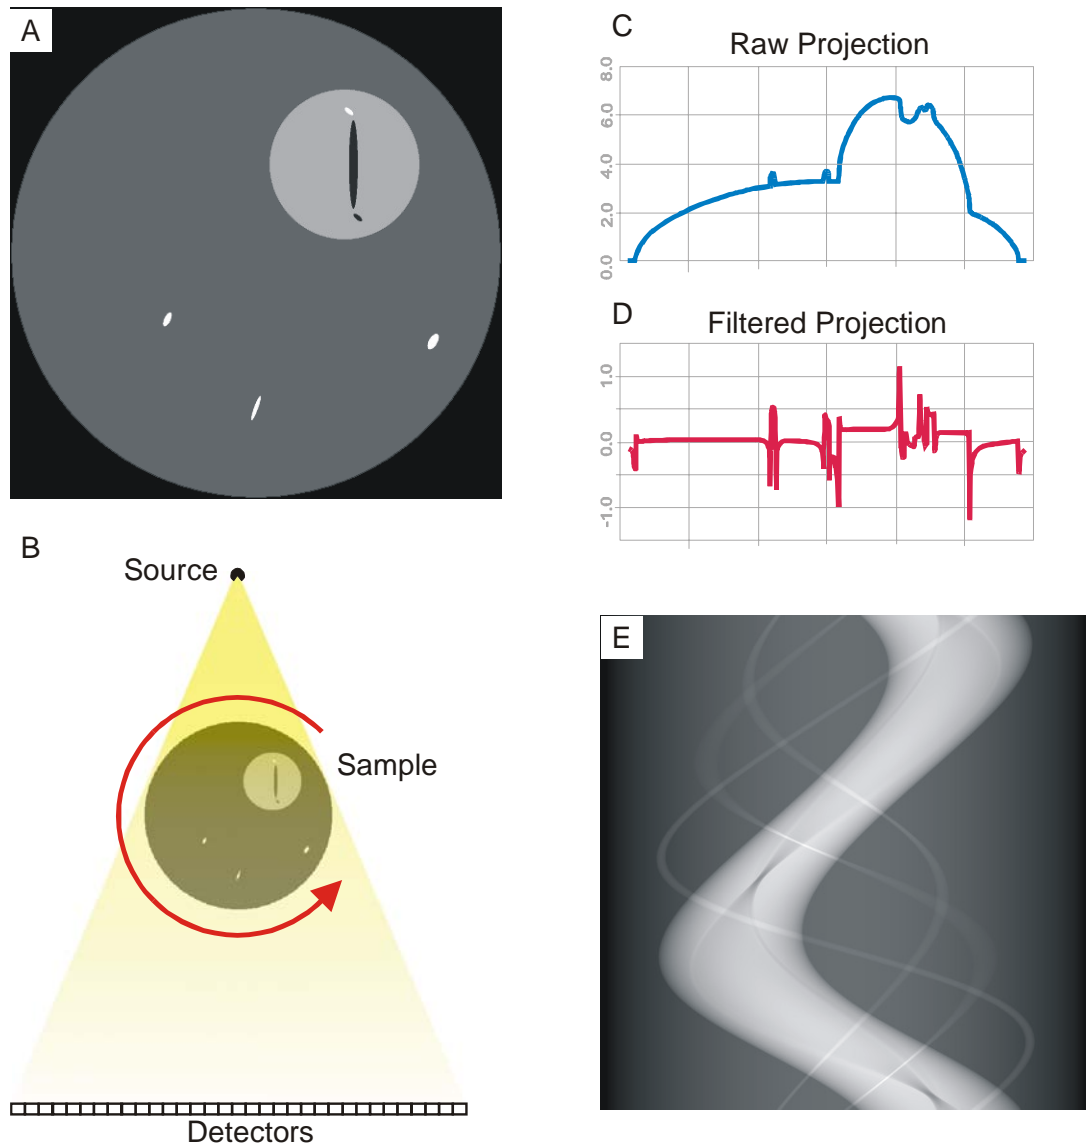 A
B
Source
Sample
Detectors
C
Raw Projection
8.0
6.0
4.0
2.0
0.0
D
Filtered Projection
1.0
0.0
-1.0
E